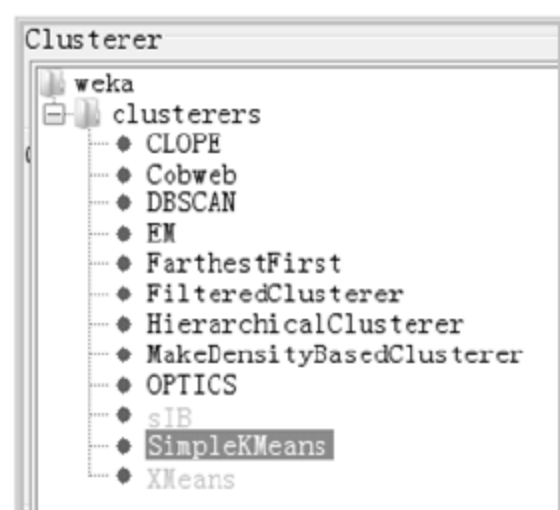 Clusterer
weka
clusterers
CLOPE
Cobweb
DBSCAN
EM
FarthestFirst
FilteredClusterer
HierarchicalClusterer
MakeDensityBasedClusterer
OPTICS
sIB
SimpleKMeans
XMeans